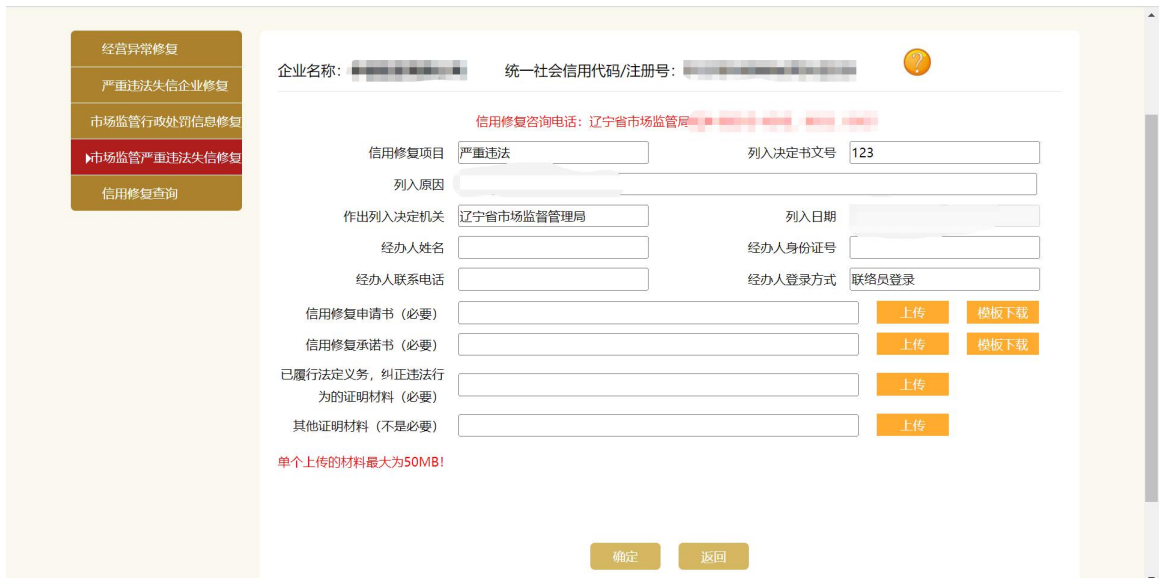 经营异常修复
严重违法失信企业修复
市场监管行政处罚信息修复
市场监管严重违法失信修复
信用修复查询
企业名称： 统一社会信用代码/注册号：
信用修复咨询电话：辽宁省市场监管局
信用修复项目 严重违法 列入决定书文号 123
列入原因
作出列入决定机关 辽宁省市场监督管理局 列入日期
经办人姓名 经办人身份证号
经办人联系电话 经办人登录方式 联络员登录
信用修复申请书（必要） 上传 模板下载
信用修复承诺书（必要） 上传 模板下载
已履行法定义务，纠正违法行
为的证明材料（必要） 上传
其他证明材料（不是必要） 上传
单个上传的材料最大为50MB!
确定 返回